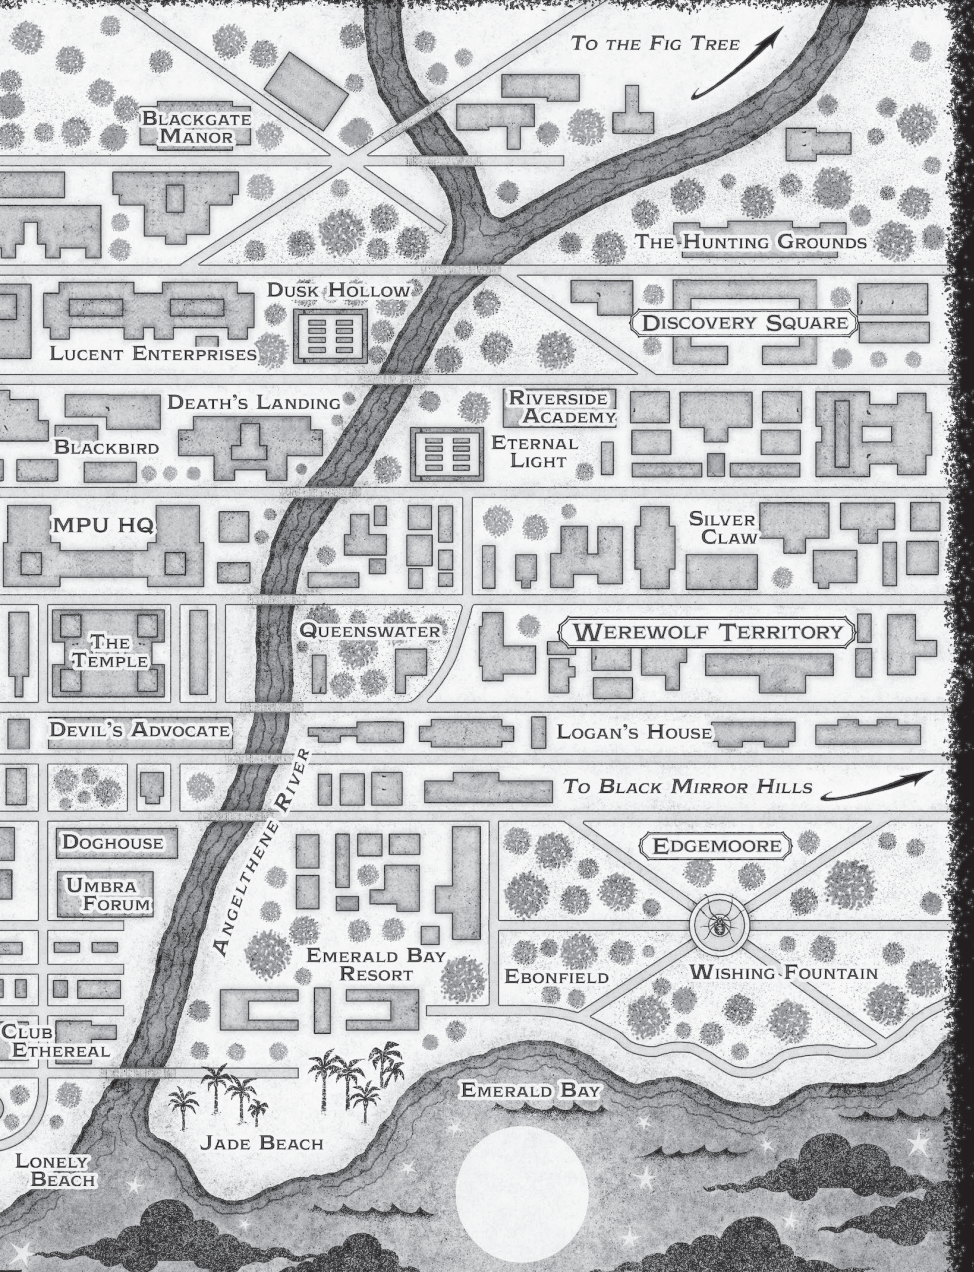 To the Fig Tree
Blackgate
Manor
The Hunting Grounds
Dusk Hollow
Discovery Square
Lucent Enterprises
Death's Landing
Riverside
Academy
Blackbird
Eternal
Light
MPU HQ
Silver
Claw
The
Temple
Queenswater
Werewolf Territory
Devil's Advocate
Logan's House
To Black Mirror Hills
Angelthene River
Doghouse
Edgemoore
Umbra
Forum
Emerald Bay
Resort
Ebonfield
Wishing Fountain
Club
Ethereal
Emerald Bay
Jade Beach
Lonely
Beach